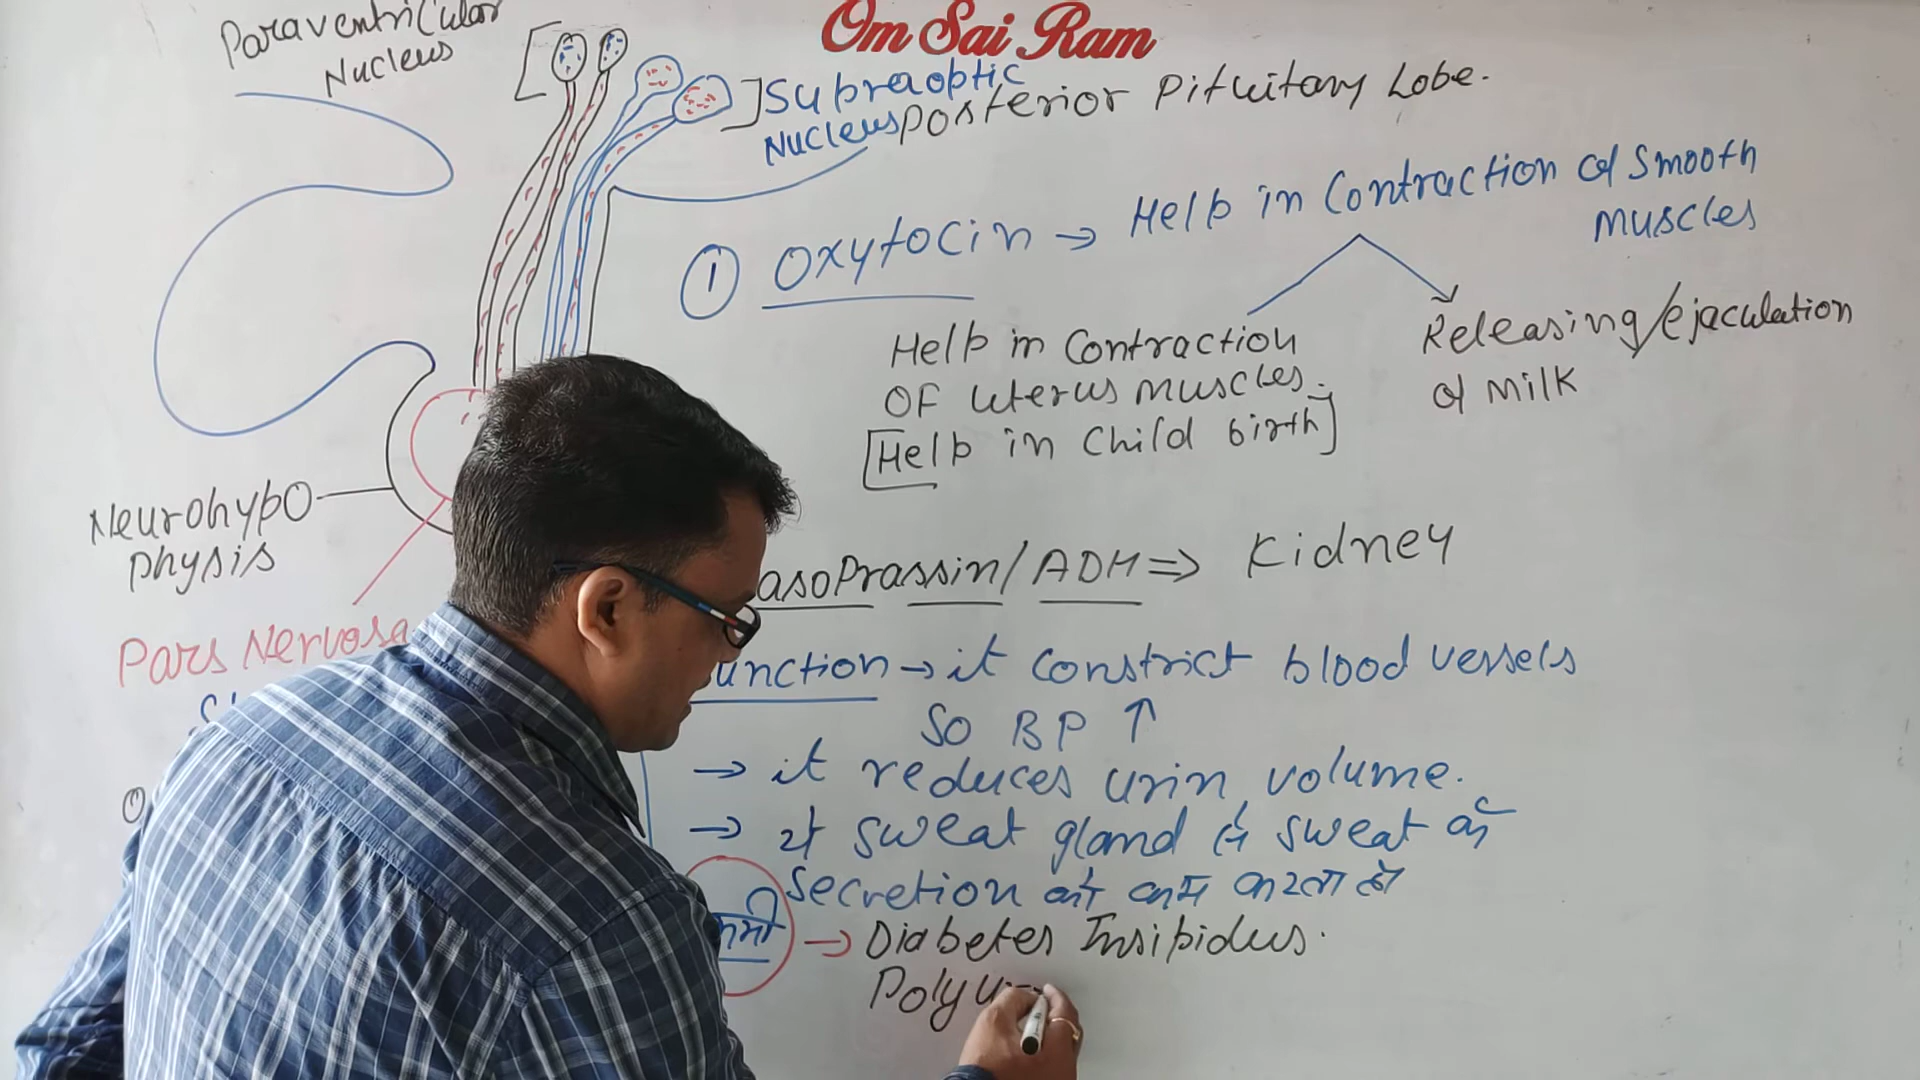 Om Sai Ram
Paraventricular
Nucleus
Supraoptic
Nucleus
Posterior Pituitary Lobe.
① Oxytocin → Help in Contraction of Smooth
Muscles
Help in Contraction
OF Uterus muscles.
[Help in Child birth]
Releasing/ejaculation
of Milk
Neurohypo
physis
Pars Nervosa
asoprassin/ADH ⇒ Kidney
unction → it constrict blood vessels
So BP ↑
→ it reduces urin volume.
→ ये sweat gland से sweat के
secretion को कम करता है
कमी → Diabetes Insipidus.
Polyu